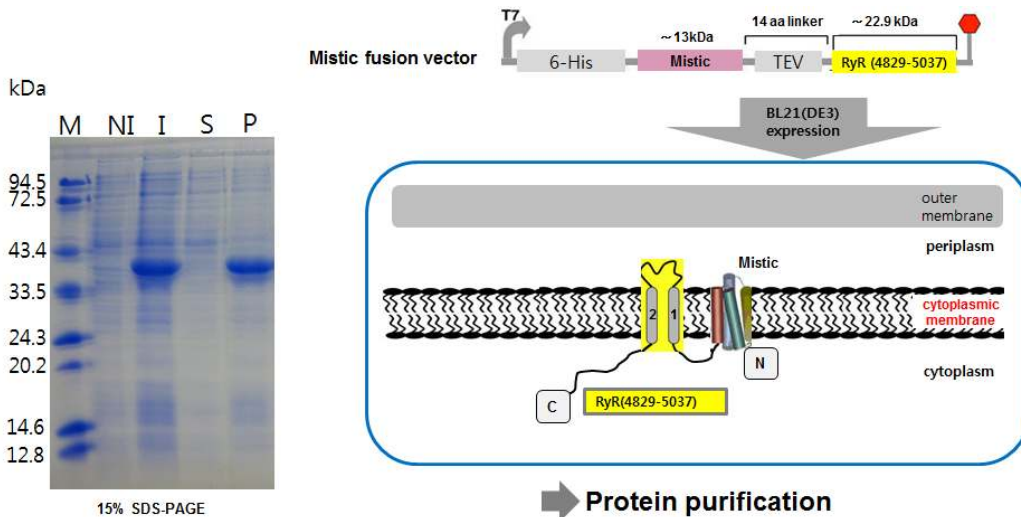 kDa
M NI I S P
94.5
72.5
43.4
33.5
24.3
20.2
14.6
12.8
15% SDS-PAGE
Mistic fusion vector
T7
6-His
~13kDa
Mistic
14 aa linker
TEV
~22.9 kDa
RyR (4829-5037)
BL21(DE3)
expression
outer
membrane
periplasm
Mistic
2 1
cytoplasmic
membrane
N
cytoplasm
C
RyR(4829-5037)
Protein purification